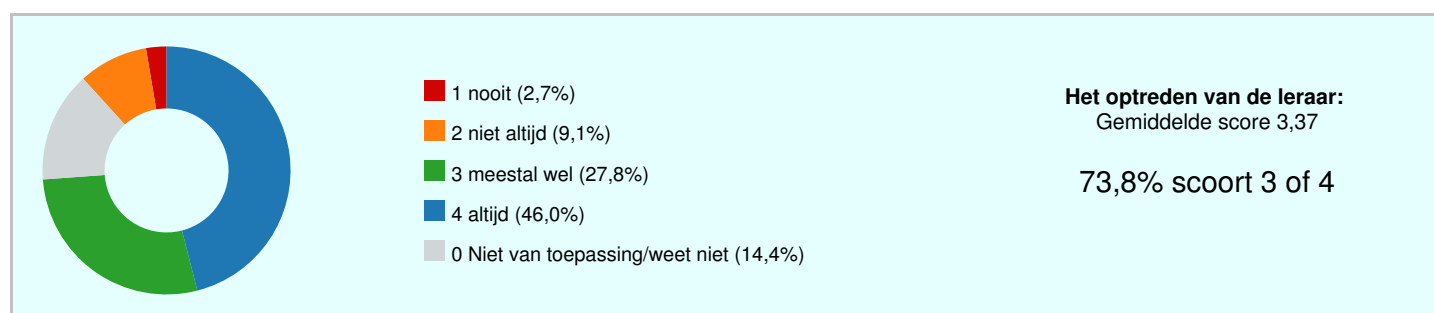 1 nooit (2,7%)
2 niet altijd (9,1%)
3 meestal wel (27,8%)
4 altijd (46,0%)
0 Niet van toepassing/weet niet (14,4%)
Het optreden van de leraar:
Gemiddelde score 3,37
73,8% scoort 3 of 4